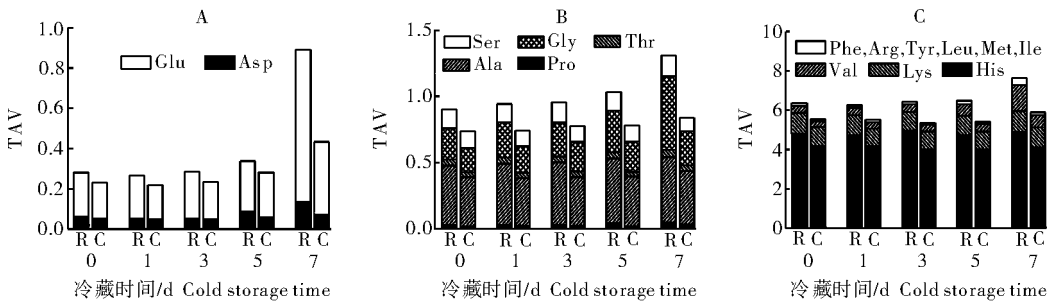 A
TAV
1.0
0.8
0.6
0.4
0.2
0.0
Glu Asp
R C R C R C R C R C
0 1 3 5 7
冷藏时间/d Cold storage time
B
TAV
1.5
1.0
0.5
0.0
Ser Gly Thr
Ala Pro
R C R C R C R C R C
0 1 3 5 7
冷藏时间/d Cold storage time
C
TAV
10
8
6
4
2
0
Phe,Arg,Tyr,Leu,Met,Ile
Val Lys His
R C R C R C R C R C
0 1 3 5 7
冷藏时间/d Cold storage time